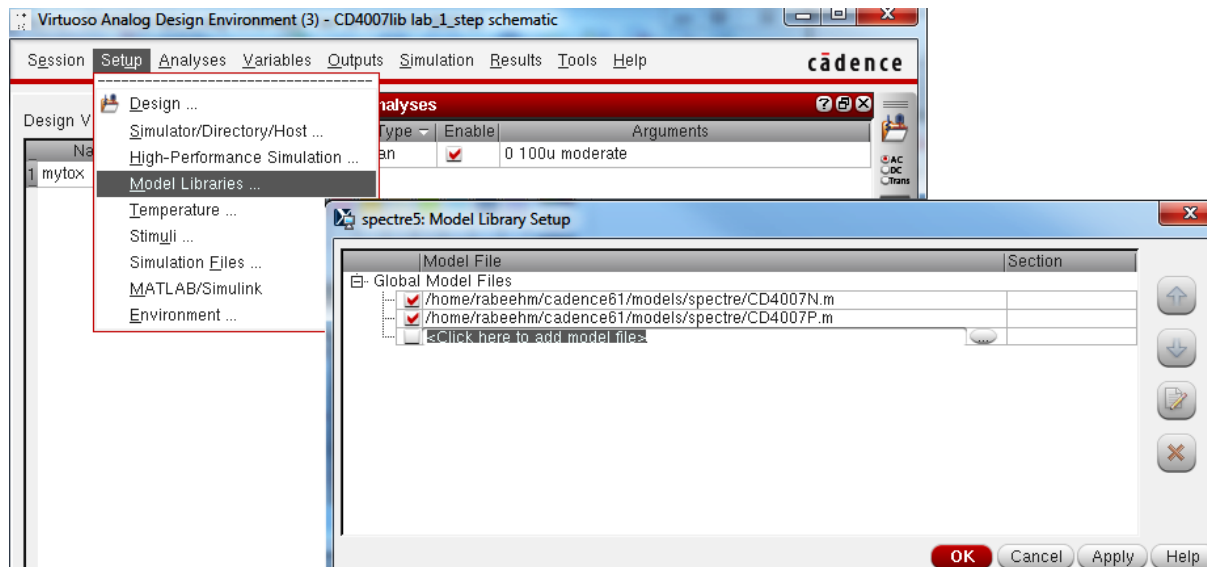 Virtuoso Analog Design Environment (3) - CD4007lib lab_1_step schematic
Session Setup Analyses Variables Outputs Simulation Results Tools Help cādence
Design V
Na
1 mytox
Design ...
Simulator/Directory/Host ...
High-Performance Simulation ...
Model Libraries ...
Temperature ...
Stimuli ...
Simulation Files ...
MATLAB/Simulink
Environment ...
nalyses
Type Enable Arguments
an 0 100u moderate
AC
DC
Trans
spectre5: Model Library Setup
Model File Section
Global Model Files
/home/rabeehm/cadence61/models/spectre/CD4007N.m
/home/rabeehm/cadence61/models/spectre/CD4007P.m
<Click here to add model file> ...
OK Cancel Apply Help